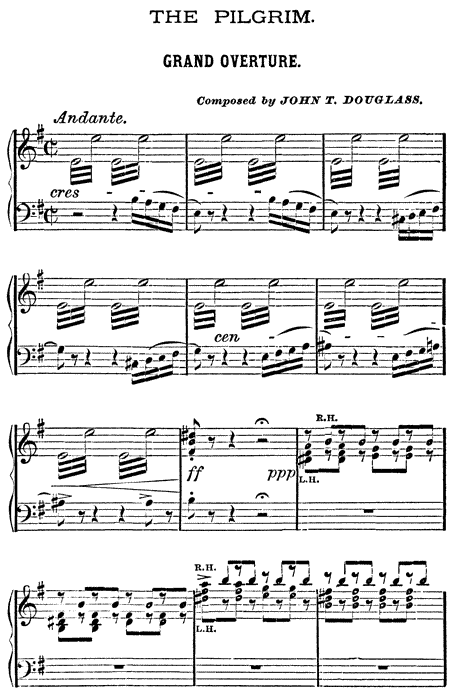 THE PILGRIM.
GRAND OVERTURE.
Composed by JOHN T. DOUGLASS.
Andante.
cres - - - -
cen - -
ff ppp
R.H.
L.H.
R.H.
L.H.